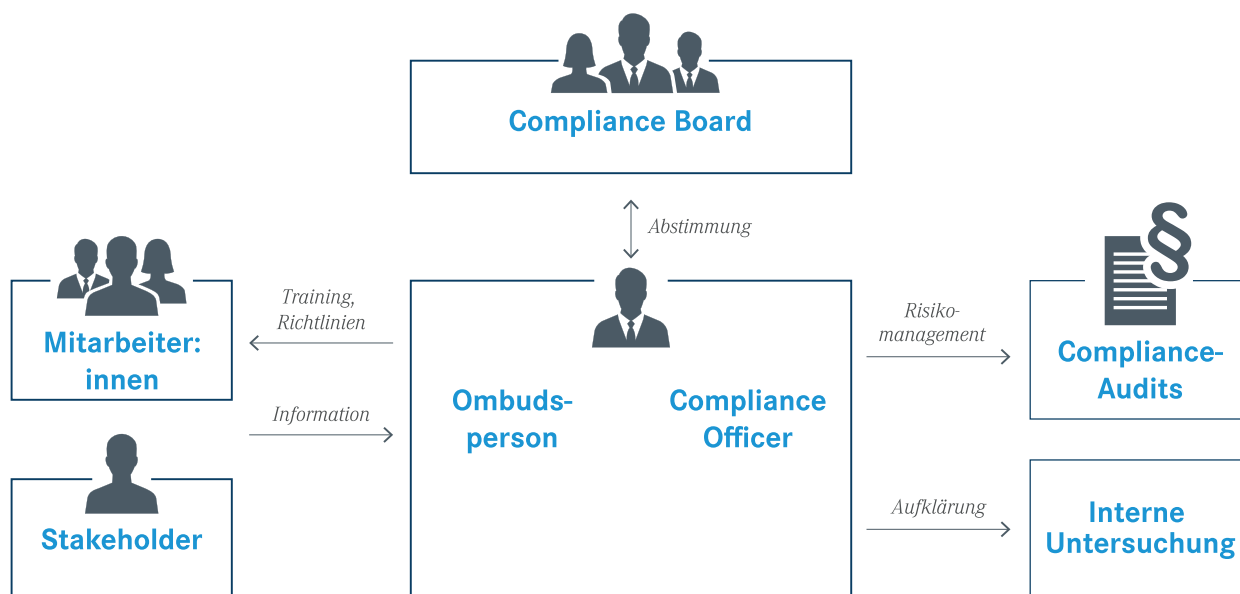 Compliance Board
Abstimmung
Training,
Richtlinien
Mitarbeiter:
innen
Information
Stakeholder
Ombuds-
person
Compliance
Officer
Risiko-
management
§
Compliance-
Audits
Aufklärung
Interne
Untersuchung